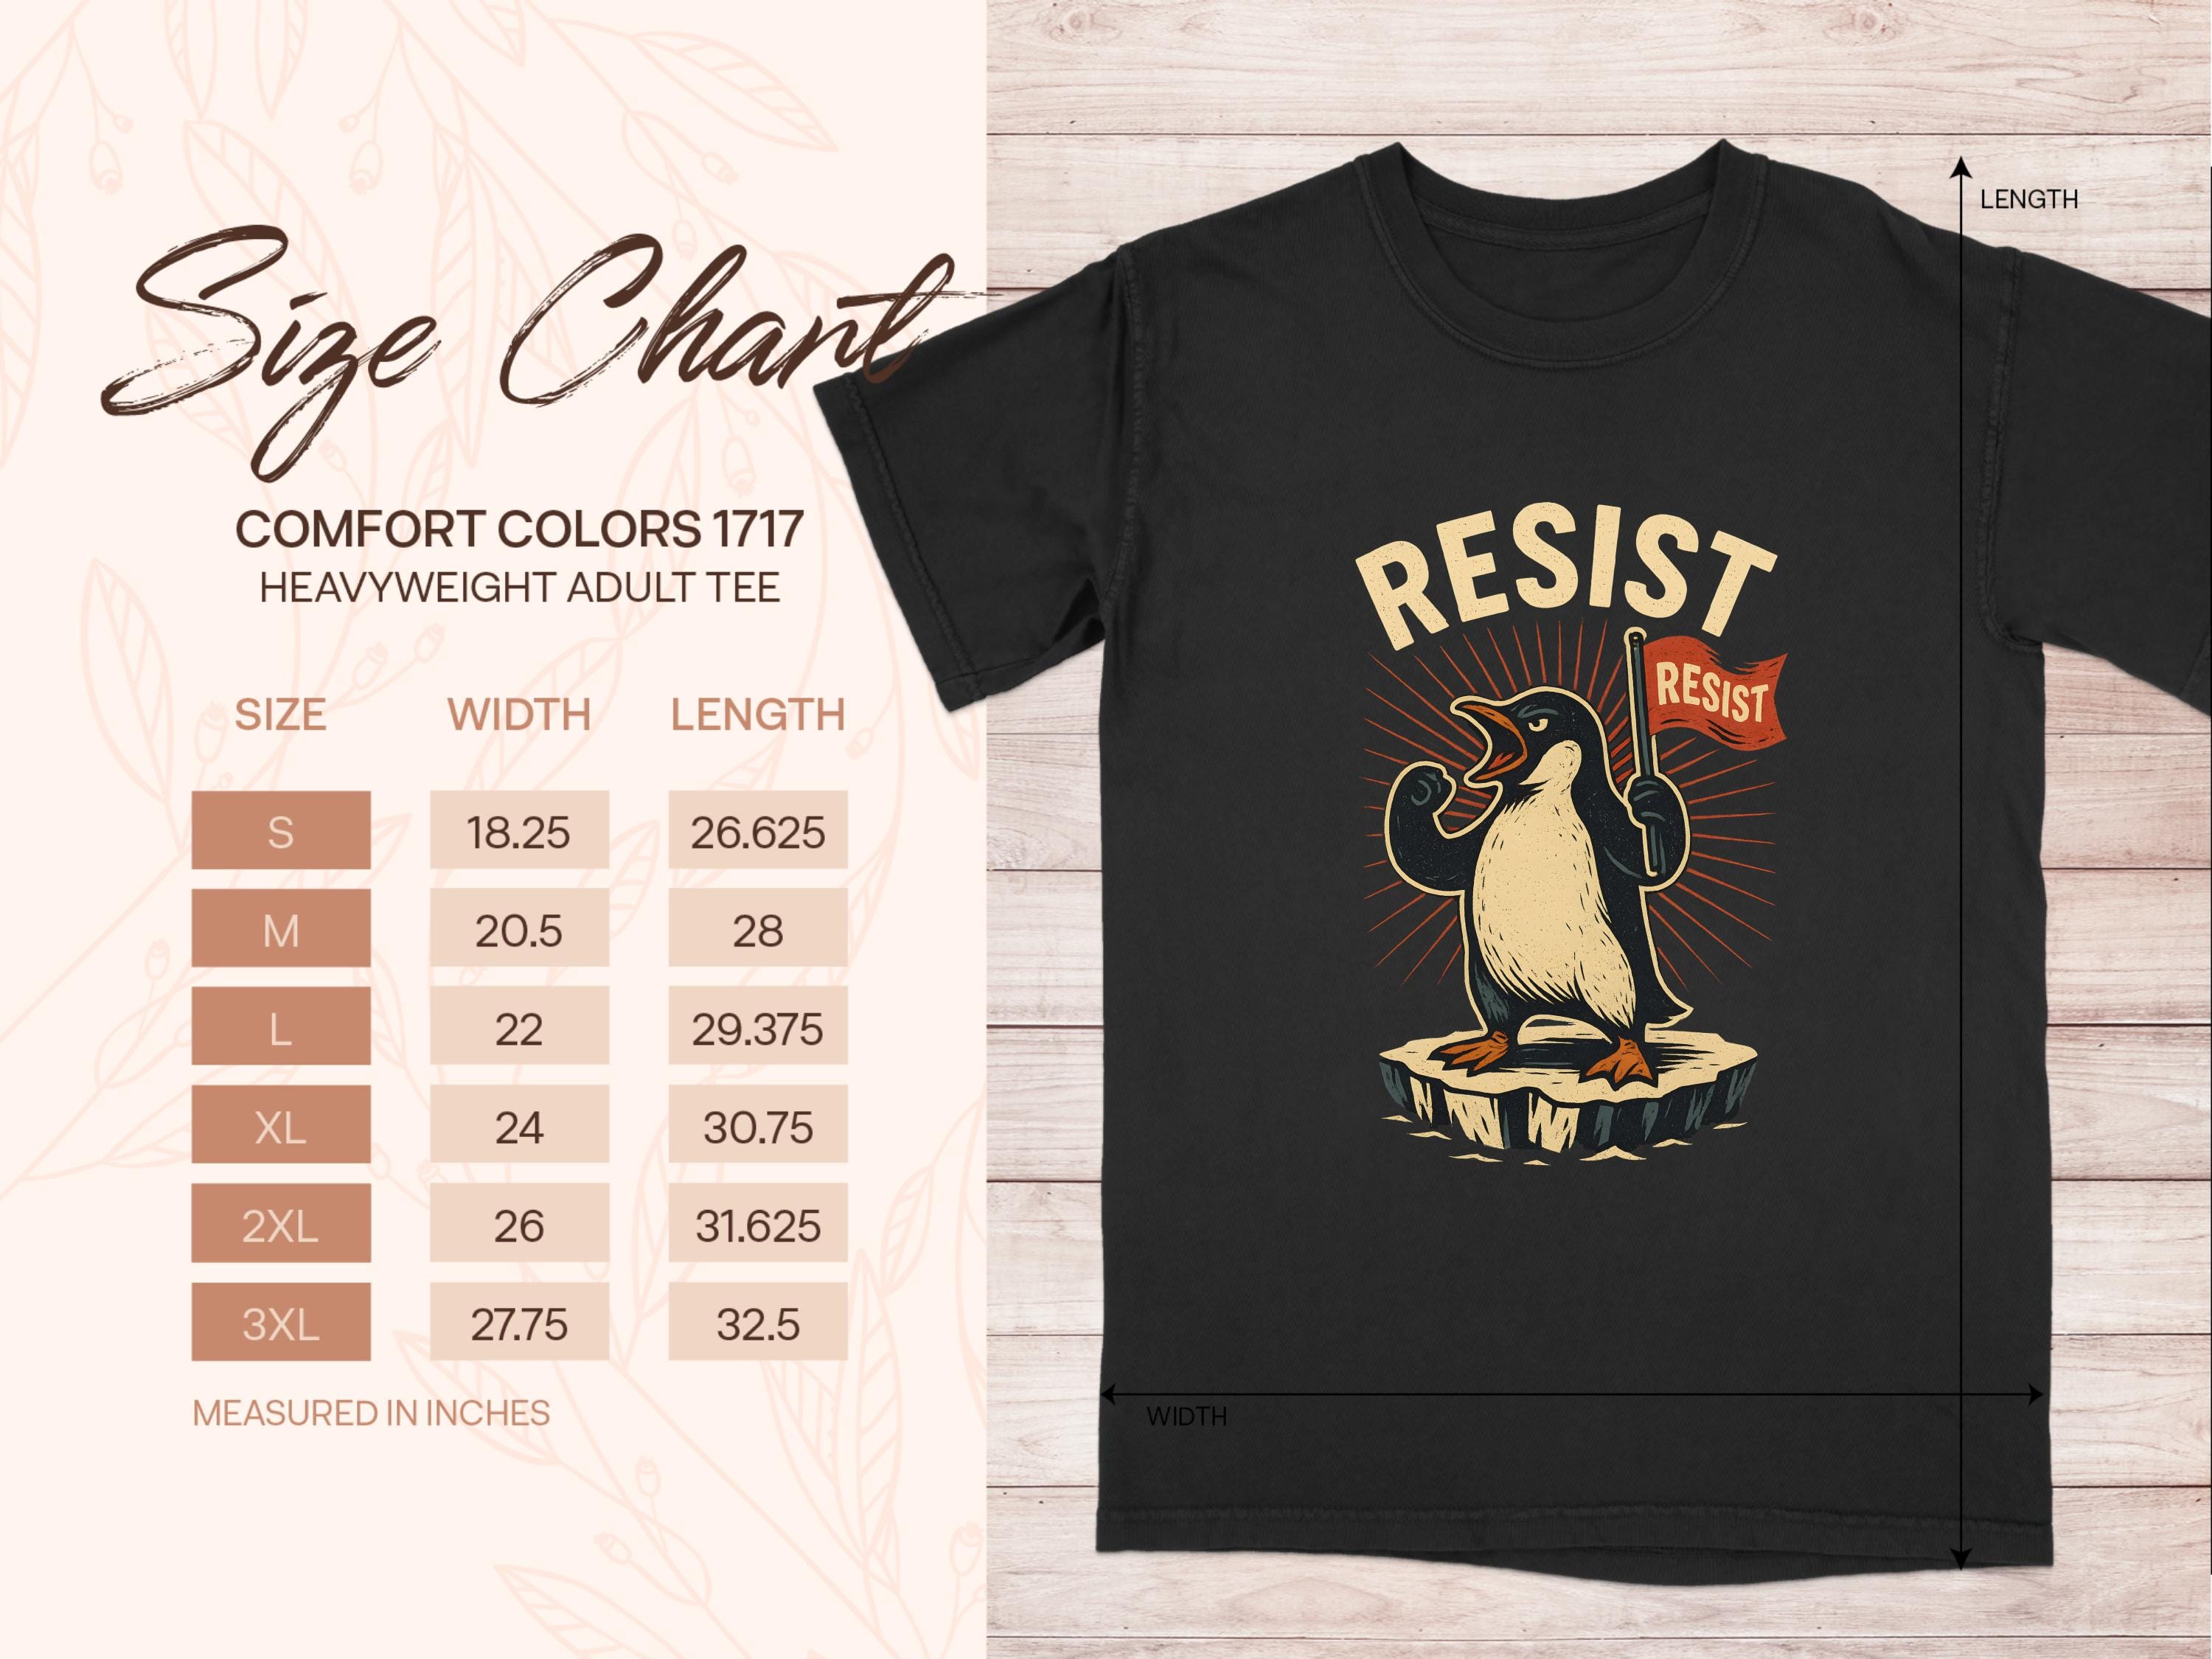 Size Chart
COMFORT COLORS 1717
HEAVYWEIGHT ADULT TEE
SIZE WIDTH LENGTH
S 18.25 26.625
M 20.5 28
L 22 29.375
XL 24 30.75
2XL 26 31.625
3XL 27.75 32.5
MEASURED IN INCHES
LENGTH
RESIST
RESIST
WIDTH